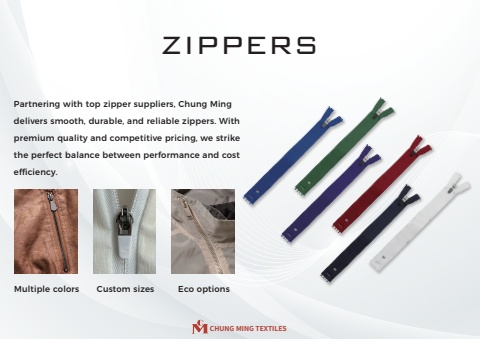 ZIPPERS
Partnering with top zipper suppliers, Chung Ming
delivers smooth, durable, and reliable zippers. With
premium quality and competitive pricing, we strike
the perfect balance between performance and cost
efficiency.
Multiple colors
Custom sizes
Eco options
CHUNG MING TEXTILES